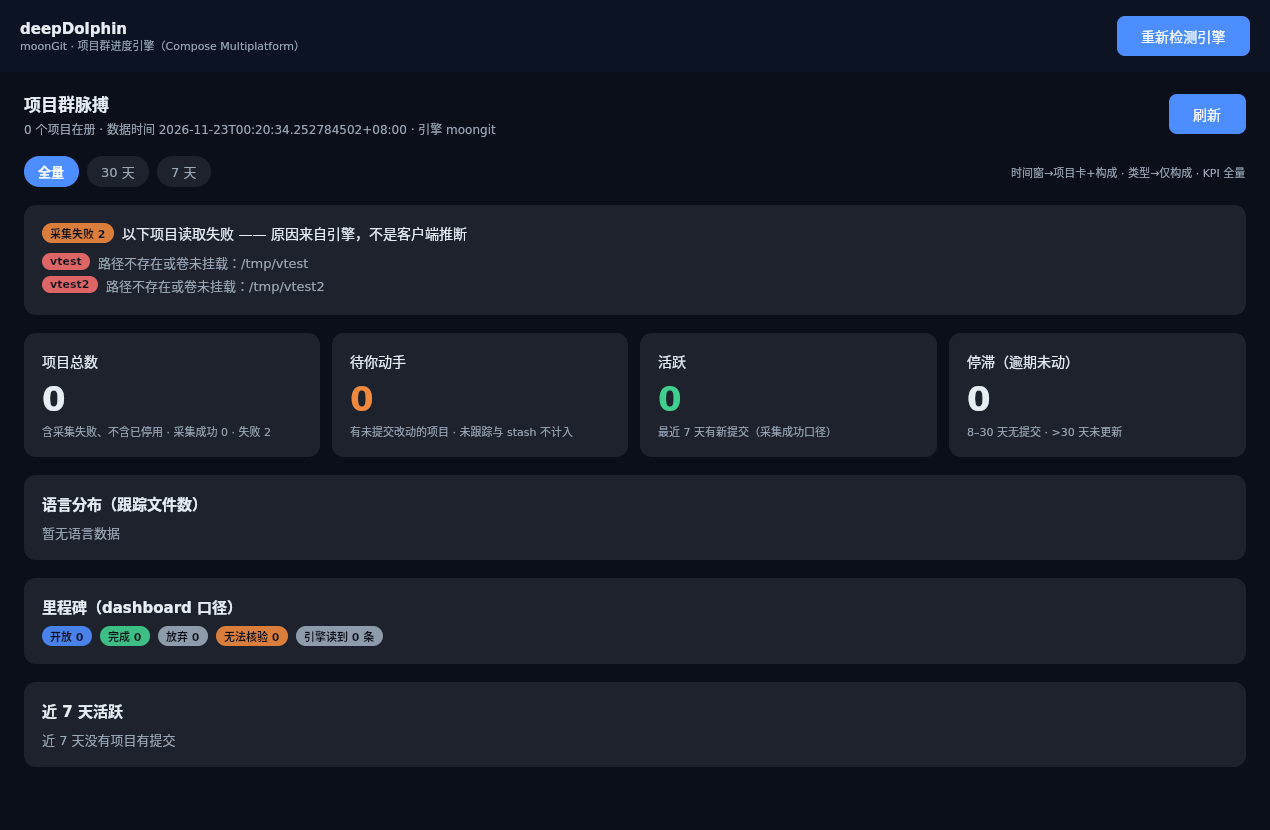 deepDolphin
moonGit · 项目群进度引擎（Compose Multiplatform）
重新检测引擎
项目群脉搏
0 个项目在册 · 数据时间 2026-11-23T00:20:34.252784502+08:00 · 引擎 moongit
刷新
全量
30 天
7 天
时间窗→项目卡+构成 · 类型→仅构成 · KPI 全量
采集失败 2
以下项目读取失败 —— 原因来自引擎，不是客户端推断
vtest
路径不存在或卷未挂载：/tmp/vtest
vtest2
路径不存在或卷未挂载：/tmp/vtest2
项目总数
0
含采集失败、不含已停用 · 采集成功 0 · 失败 2
待你动手
0
有未提交改动的项目 · 未跟踪与 stash 不计入
活跃
0
最近 7 天有新提交（采集成功口径）
停滞（逾期未动）
0
8–30 天无提交 · >30 天未更新
语言分布（跟踪文件数）
暂无语言数据
里程碑（dashboard 口径）
开放 0
完成 0
放弃 0
无法核验 0
引擎读到 0 条
近 7 天活跃
近 7 天没有项目有提交